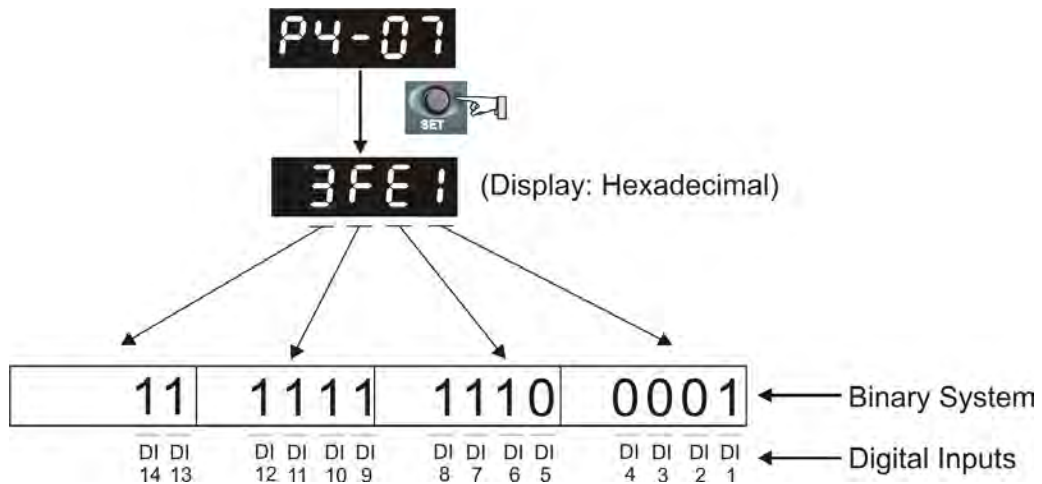 P4-07
SET
3FE1 (Display: Hexadecimal)
11 1111 1110 0001 Binary System
DI DI DI DI DI DI DI DI DI DI DI DI DI DI Digital Inputs
14 13 12 11 10 9 8 7 6 5 4 3 2 1